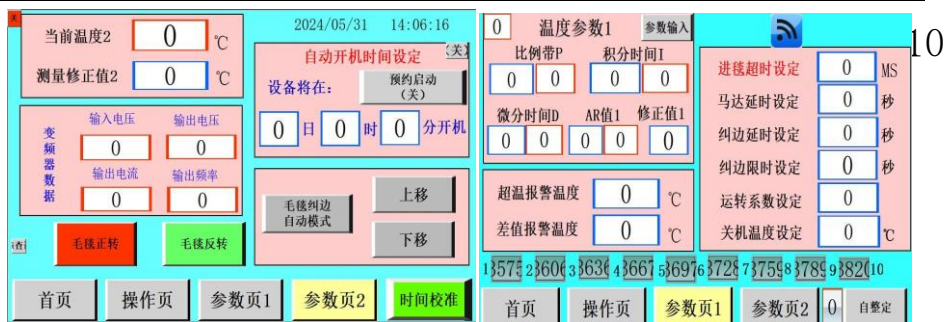 当前温度2 0 ℃
测量修正值2 0 ℃
变频器数据
输入电压 输出电压
0 0
输出电流 输出频率
0 0
毛毯正转 毛毯反转
2024/05/31 14:06:16
自动开机时间设定 (关)
设备将在: 预约启动
(关)
0 日 0 时 0 分开机
毛毯纠边
自动模式
上移
下移
首页 操作页 参数页1 参数页2 时间校准
0 温度参数1 参数输入
比例带P 积分时间I
0 0 0 0
微分时间D AR值1 修正值1
0 0 0 0 0
超温报警温度 0 ℃
差值报警温度 0 ℃
进毯超时设定 0 MS
马达延时设定 0 秒
纠边延时设定 0 秒
纠边限时设定 0 秒
运转系数设定 0
关机温度设定 0 ℃
10
1 2 3 4 5 6 7 8 9 10
首页 操作页 参数页1 参数页2 0 自整定